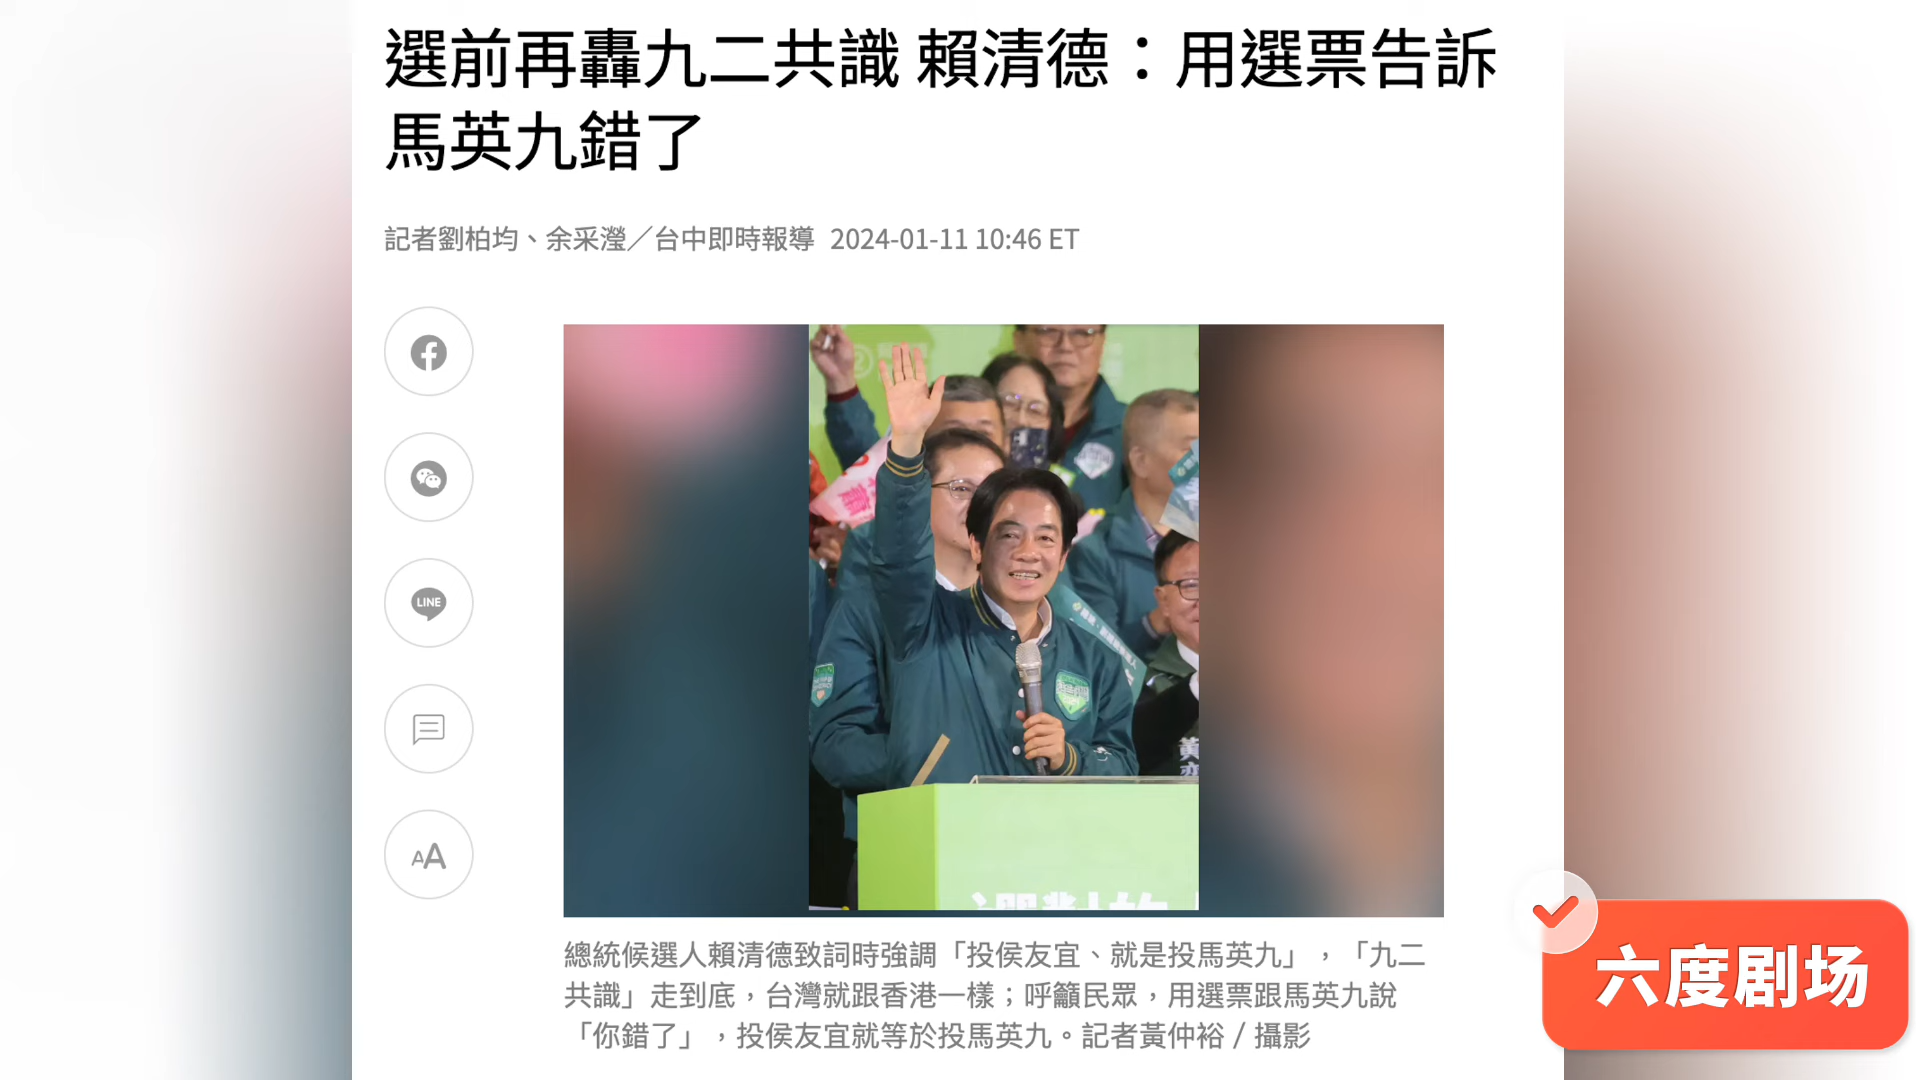 選前再轟九二共識 賴清德：用選票告訴
馬英九錯了
記者劉柏均、余采瀅／台中即時報導 2024-01-11 10:46 ET
LINE
AA
黃
選對的
總統候選人賴清德致詞時強調「投侯友宜、就是投馬英九」，「九二
共識」走到底，台灣就跟香港一樣；呼籲民眾，用選票跟馬英九說
「你錯了」，投侯友宜就等於投馬英九。記者黃仲裕／攝影
六度剧场